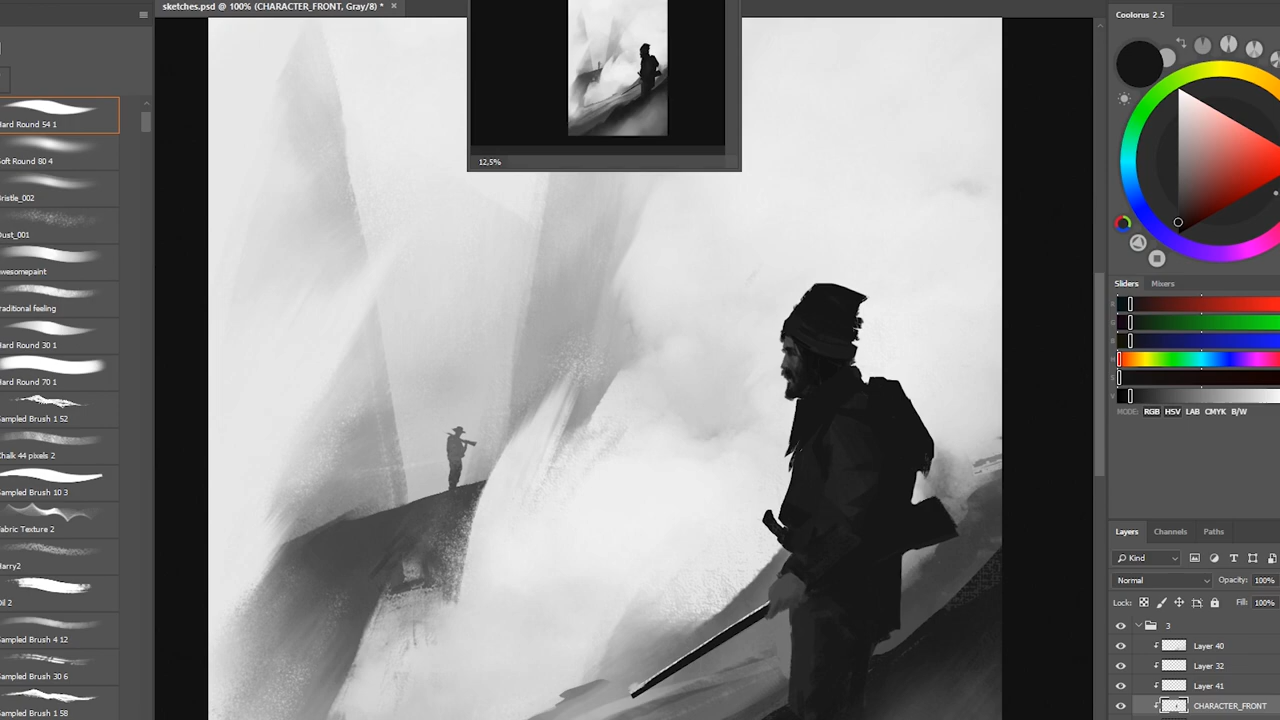 sketches.psd @ 100% (CHARACTER_FRONT, Gray/8) *
12,5%
Hard Round 54 1
Soft Round 80 4
Bristle_002
Dust_001
Awesomepaint
Traditional feeling
Hard Round 30 1
Hard Round 70 1
Sampled Brush 1 52
Chalk 44 pixels 2
Sampled Brush 10 3
Fabric Texture 2
Harry2
Oil 2
Sampled Brush 4 12
Sampled Brush 30 6
Sampled Brush 1 58
Coolorus 2.5
Sliders Mixers
R
G
B
H
S
V
MODE: RGB HSV LAB CMYK B/W
Layers Channels Paths
Kind
Normal Opacity: 100%
Lock: Fill: 100%
3
Layer 40
Layer 32
Layer 41
CHARACTER_FRONT